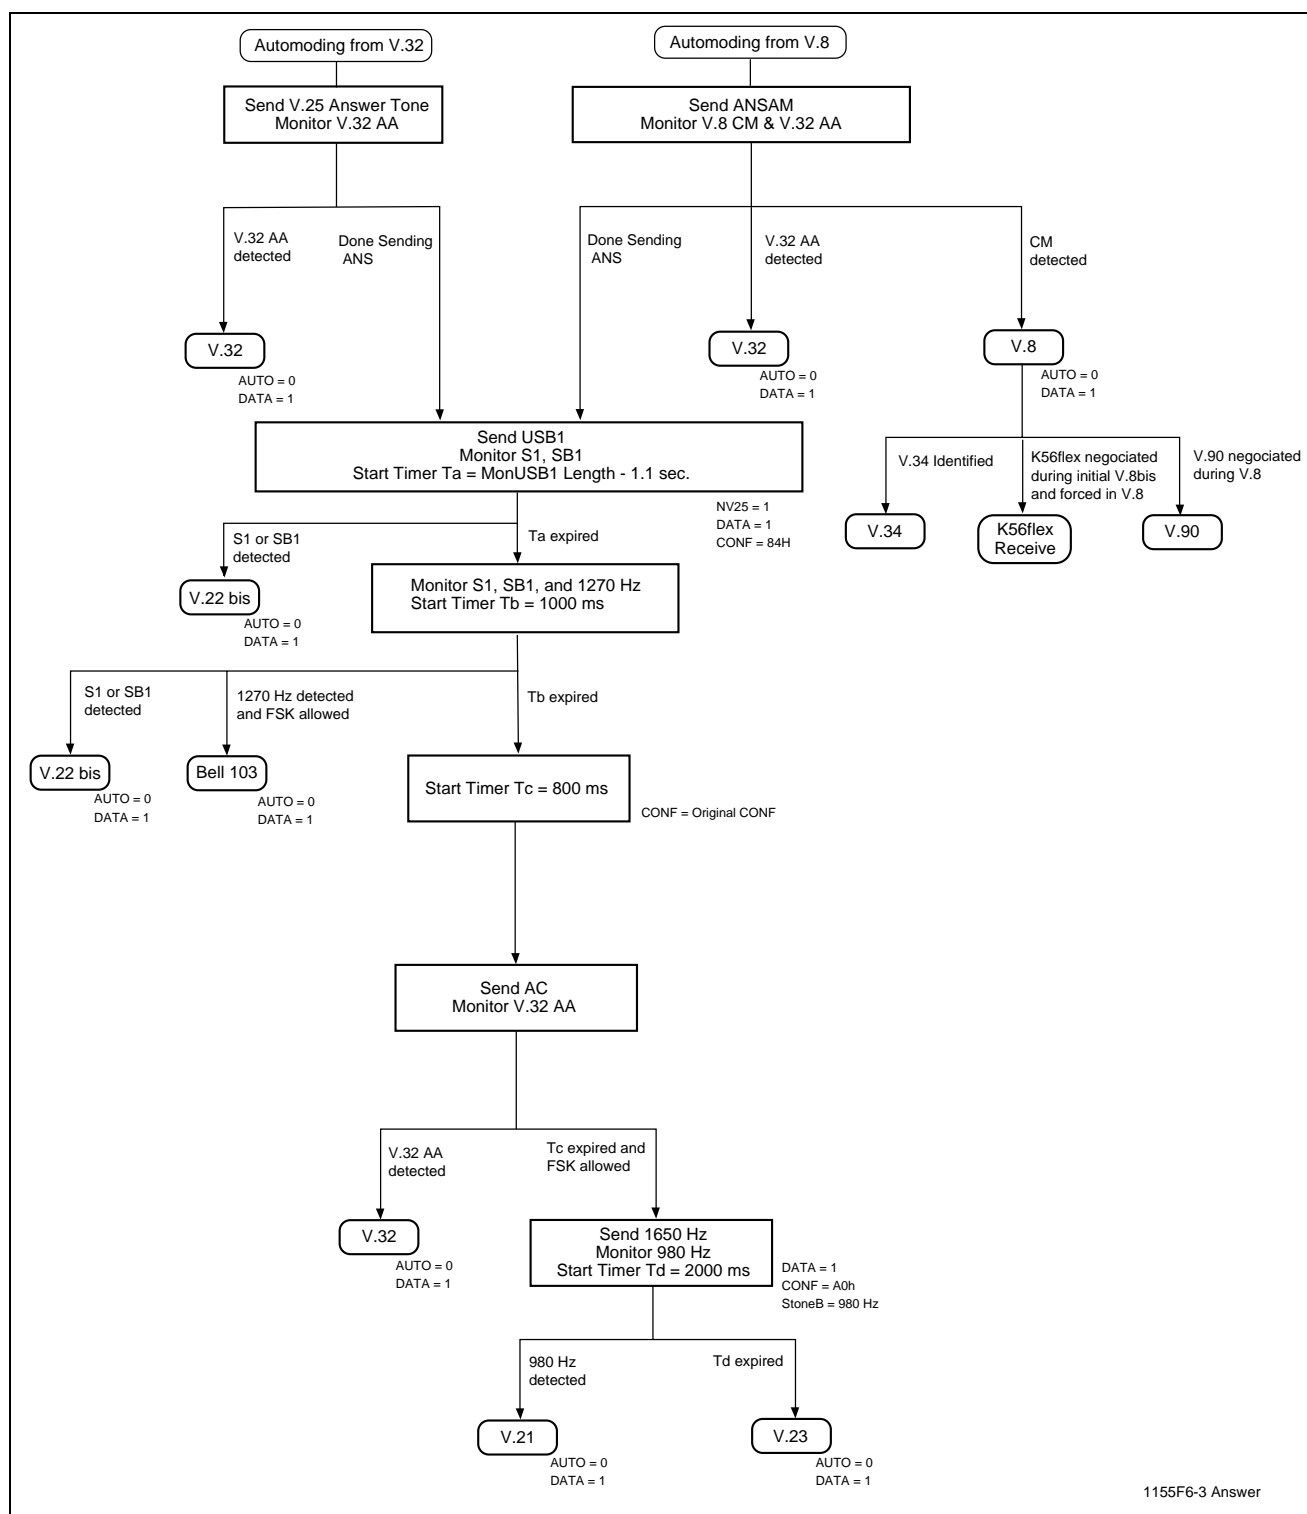 Automoding from V.32
Automoding from V.8
Send V.25 Answer Tone
Monitor V.32 AA
Send ANSAM
Monitor V.8 CM & V.32 AA
V.32 AA
detected
Done Sending
ANS
Done Sending
ANS
V.32 AA
detected
CM
detected
V.32
AUTO = 0
DATA = 1
V.32
AUTO = 0
DATA = 1
V.8
AUTO = 0
DATA = 1
Send USB1
Monitor S1, SB1
Start Timer Ta = MonUSB1 Length - 1.1 sec.
NV25 = 1
DATA = 1
CONF = 84H
V.34 Identified
K56flex negotiated
during initial V.8bis
and forced in V.8
V.90 negotiated
during V.8
V.34
K56flex
Receive
V.90
S1 or SB1
detected
Ta expired
V.22 bis
AUTO = 0
DATA = 1
Monitor S1, SB1, and 1270 Hz
Start Timer Tb = 1000 ms
S1 or SB1
detected
1270 Hz detected
and FSK allowed
Tb expired
V.22 bis
AUTO = 0
DATA = 1
Bell 103
AUTO = 0
DATA = 1
Start Timer Tc = 800 ms
CONF = Original CONF
Send AC
Monitor V.32 AA
V.32 AA
detected
Tc expired and
FSK allowed
V.32
AUTO = 0
DATA = 1
Send 1650 Hz
Monitor 980 Hz
Start Timer Td = 2000 ms
DATA = 1
CONF = A0h
StoneB = 980 Hz
980 Hz
detected
Td expired
V.21
AUTO = 0
DATA = 1
V.23
AUTO = 0
DATA = 1
1155F6-3 Answer